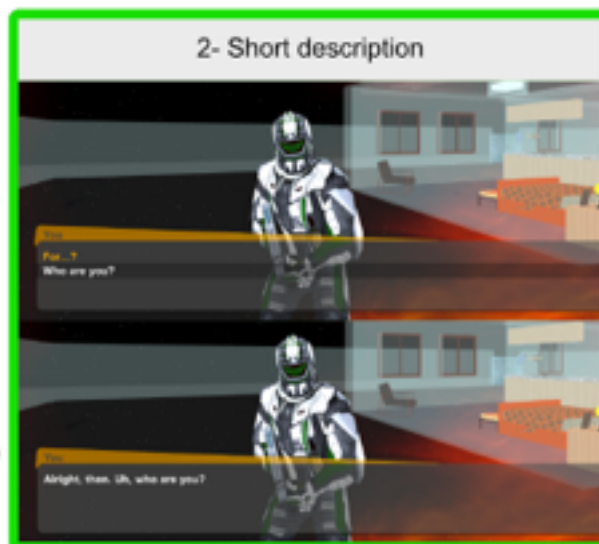 2- Short description
You
For...?
Who are you?
You
Alright, then. Uh, who are you?